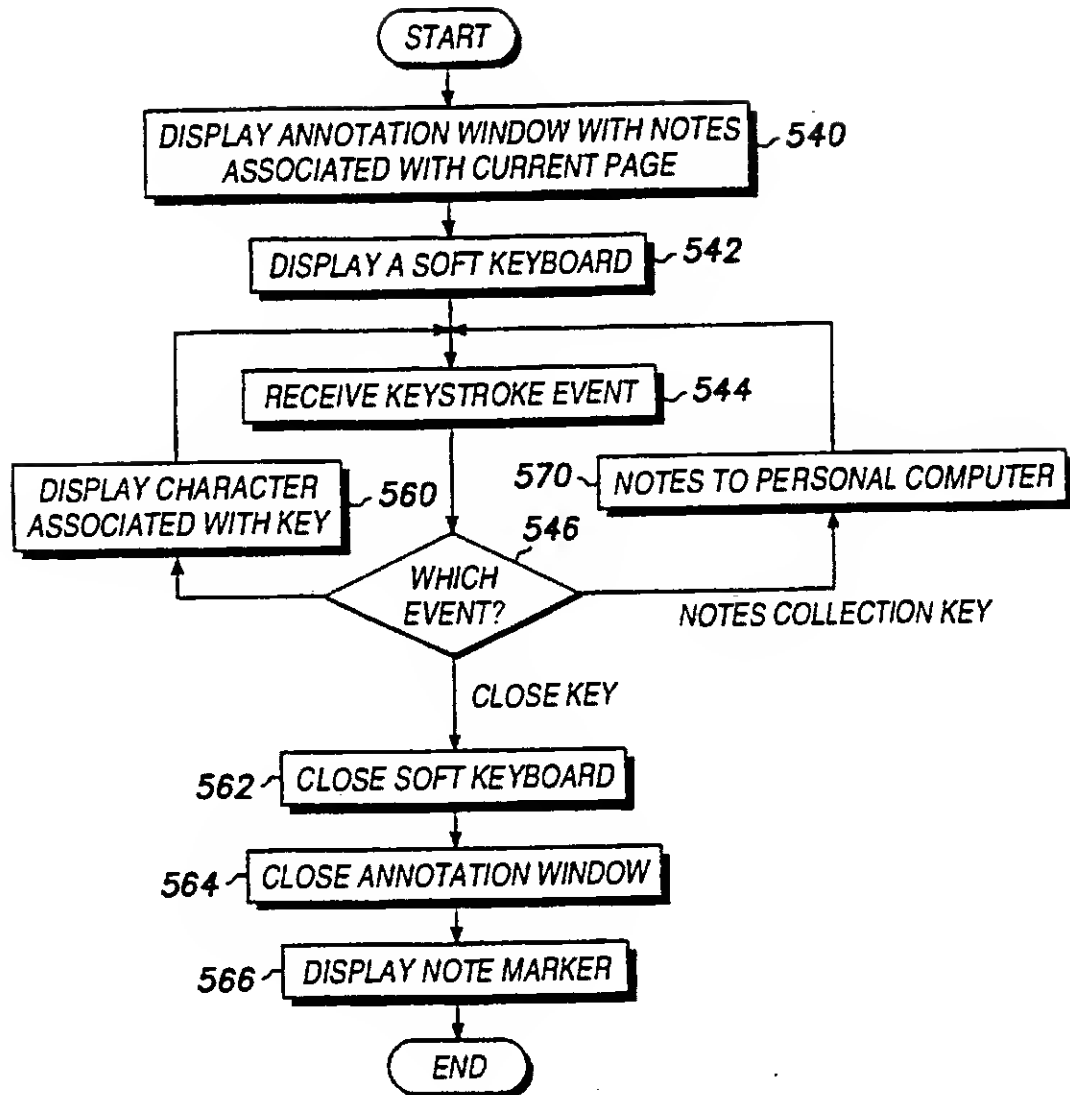 START
DISPLAY ANNOTATION WINDOW WITH NOTES
ASSOCIATED WITH CURRENT PAGE
540
DISPLAY A SOFT KEYBOARD
542
RECEIVE KEYSTROKE EVENT
544
DISPLAY CHARACTER
ASSOCIATED WITH KEY
560
570
NOTES TO PERSONAL COMPUTER
546
WHICH
EVENT?
NOTES COLLECTION KEY
CLOSE KEY
562
CLOSE SOFT KEYBOARD
564
CLOSE ANNOTATION WINDOW
566
DISPLAY NOTE MARKER
END